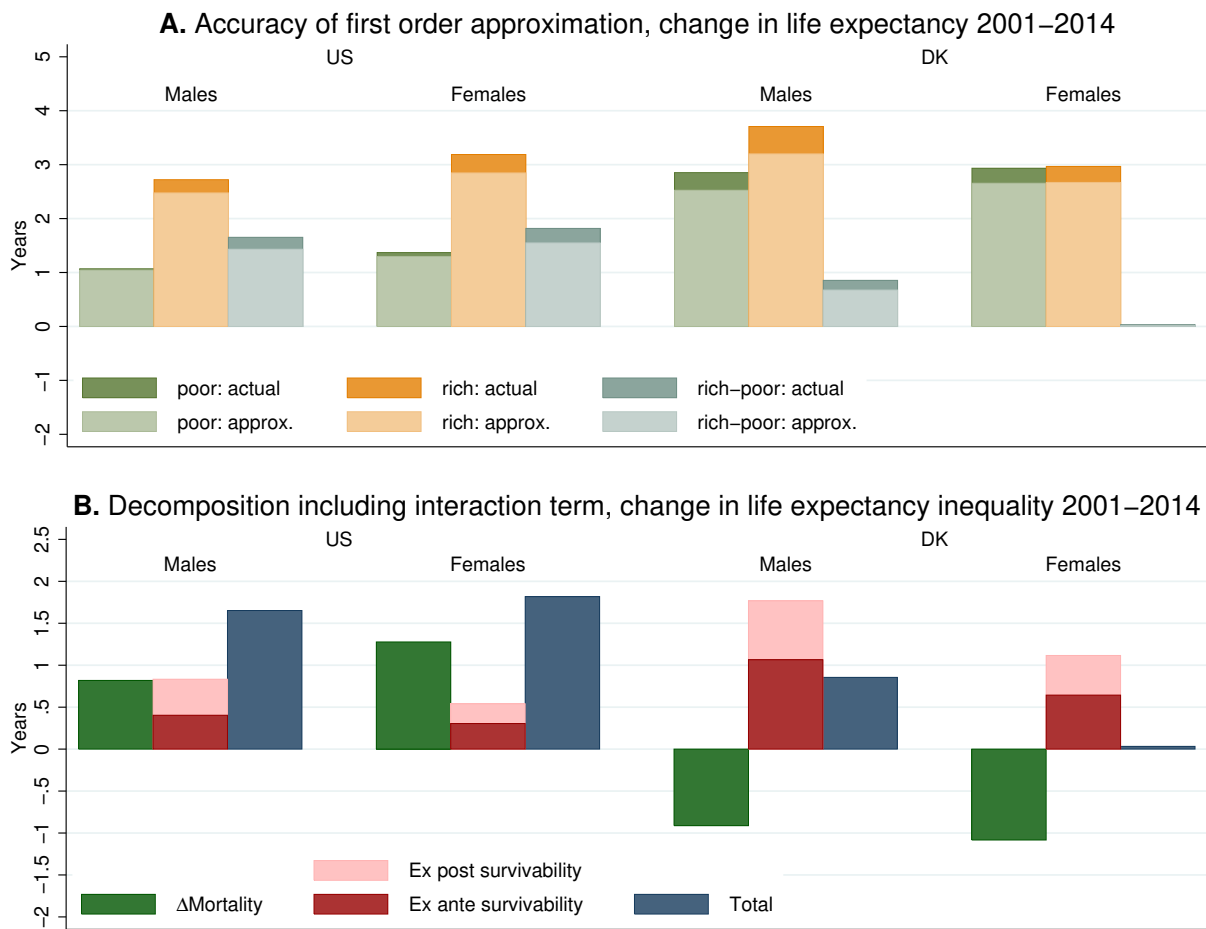 A. Accuracy of first order approximation, change in life expectancy 2001−2014
US DK
Males Females Males Females
Years
5
4
3
2
1
0
−1
−2
poor: actual rich: actual rich−poor: actual
poor: approx. rich: approx. rich−poor: approx.
B. Decomposition including interaction term, change in life expectancy inequality 2001−2014
US DK
Males Females Males Females
Years
2.5
2
1.5
1
.5
0
−.5
−1
−1.5
−2
Ex post survivability
ΔMortality Ex ante survivability Total